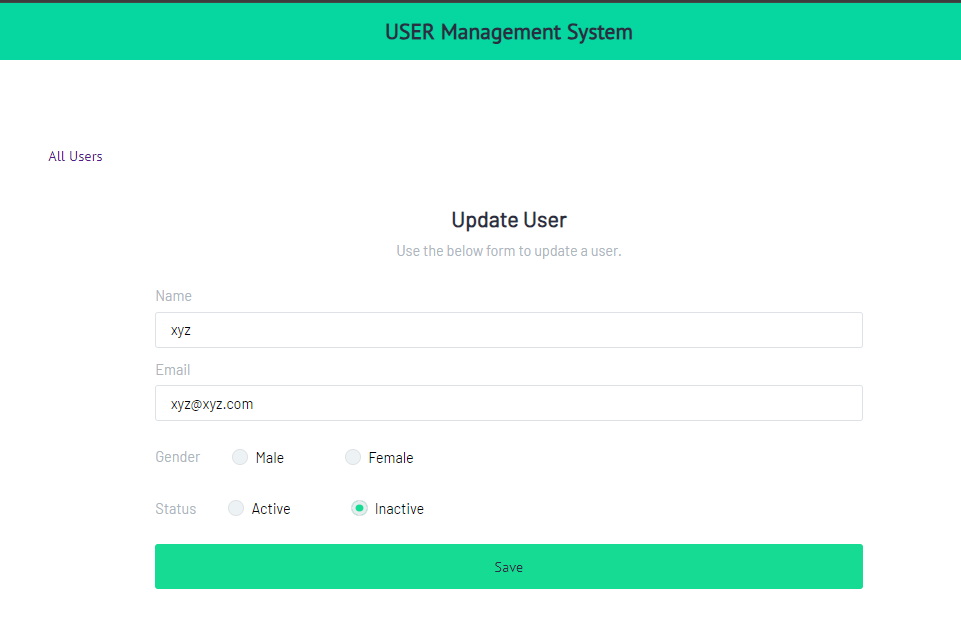 USER Management System
All Users
Update User
Use the below form to update a user.
Name
xyz
Email
xyz@xyz.com
Gender Male Female
Status Active Inactive
Save